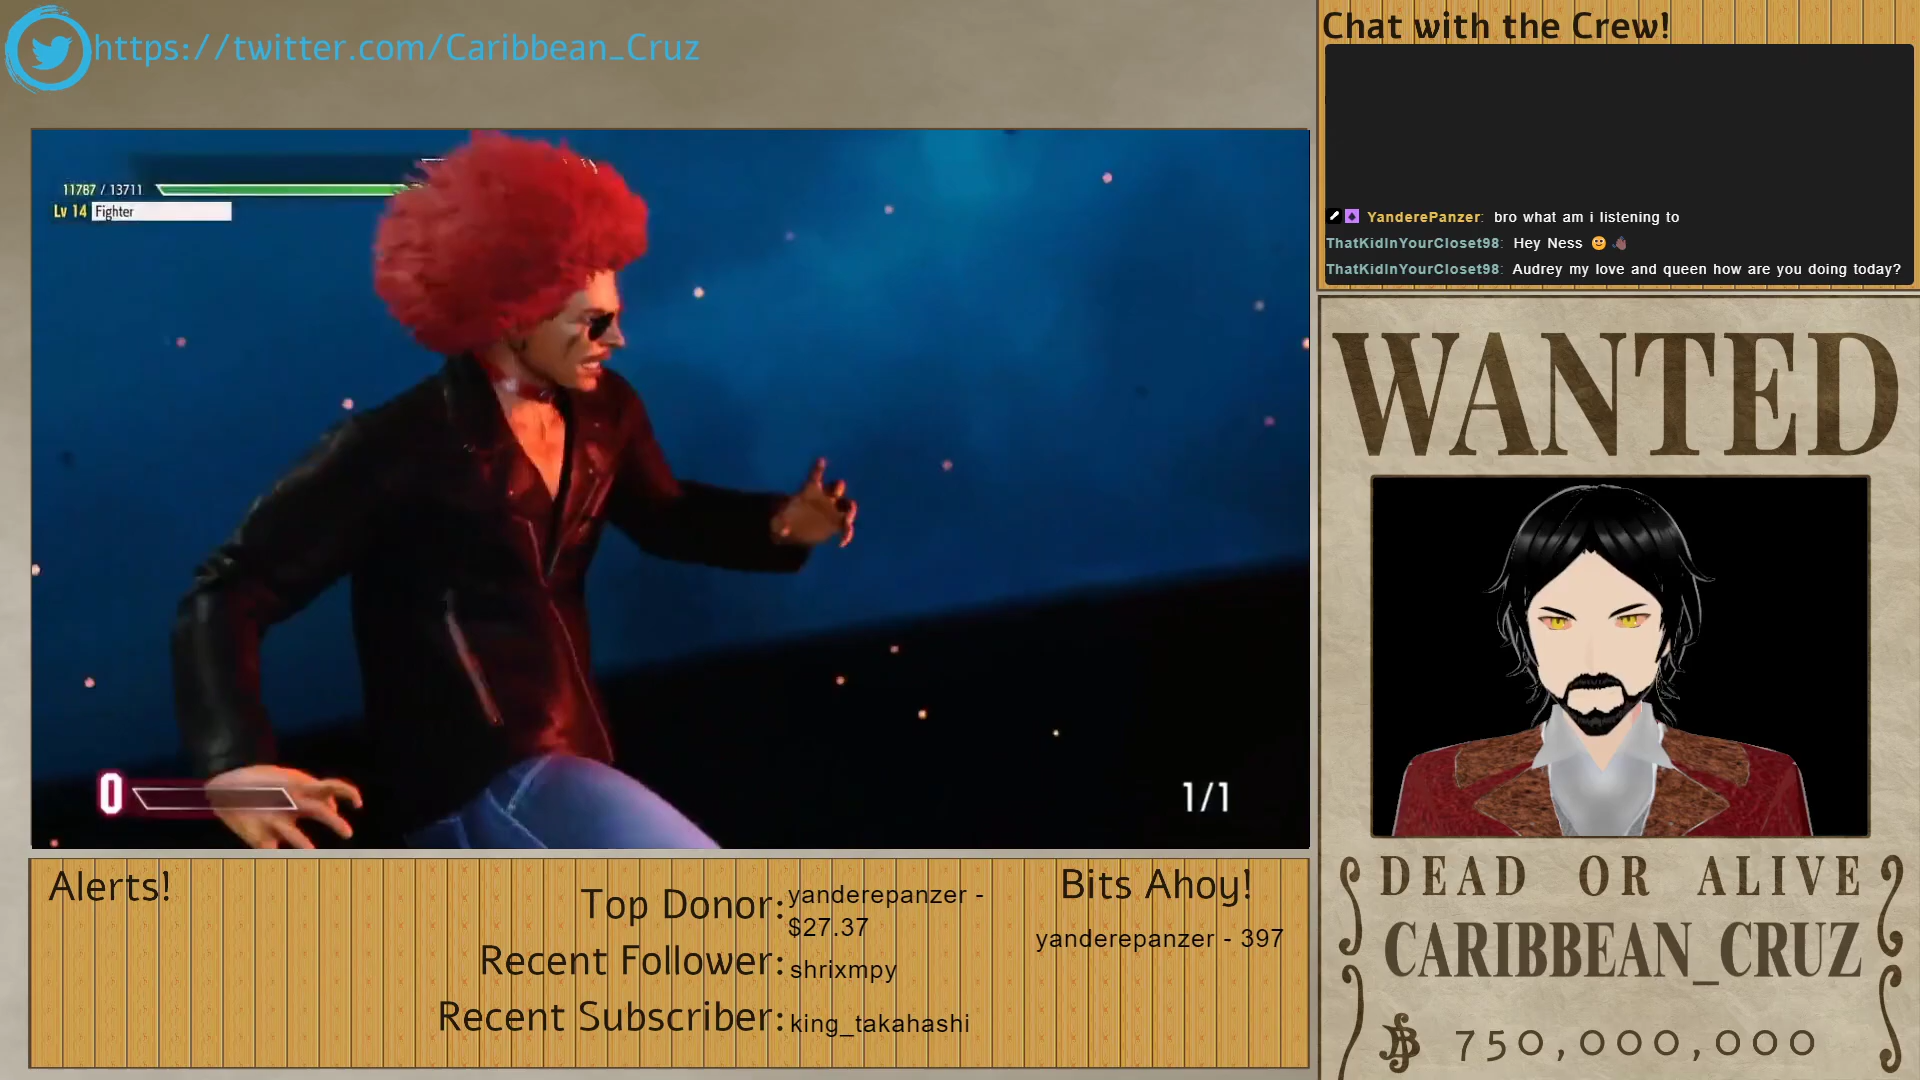 https://twitter.com/Caribbean_Cruz
Chat with the Crew!
YanderePanzer: bro what am i listening to
ThatKidInYourCloset98: Hey Ness
ThatKidInYourCloset98: Audrey my love and queen how are you doing today?
11787 / 13711
Lv 14 Fighter
0
1/1
WANTED
DEAD OR ALIVE
CARIBBEAN_CRUZ
750,000,000
Alerts!
Top Donor: yanderepanzer -
$27.37
Recent Follower: shrixmpy
Recent Subscriber: king_takahashi
Bits Ahoy!
yanderepanzer - 397